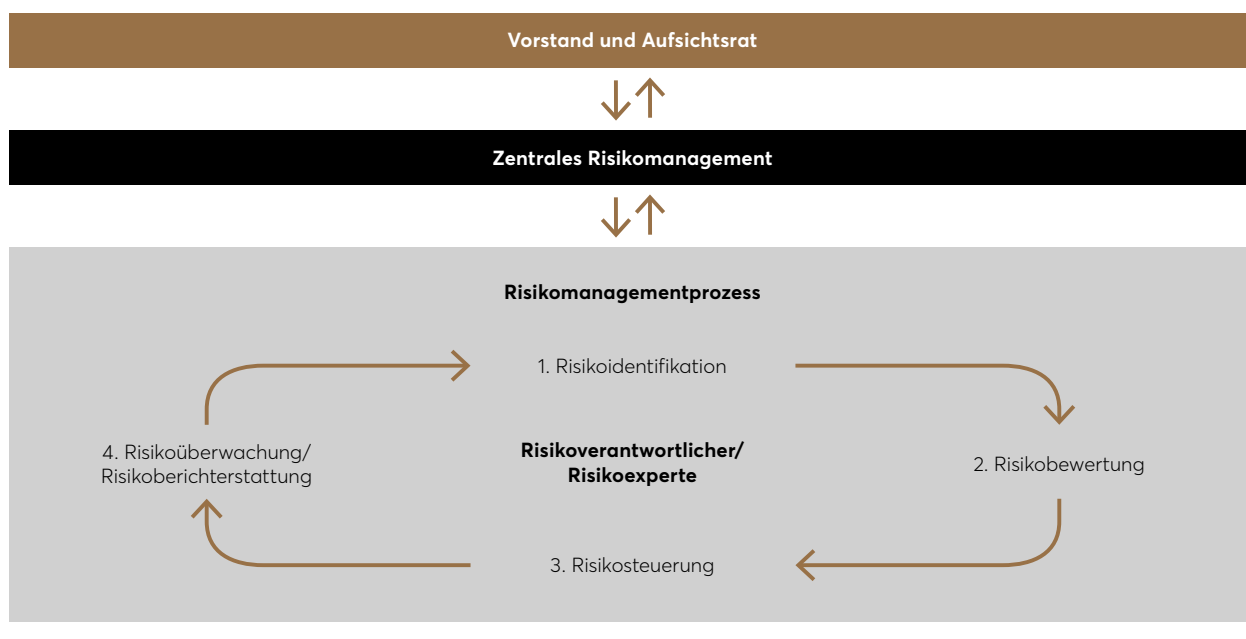 Vorstand und Aufsichtsrat
Zentrales Risikomanagement
Risikomanagementprozess
1. Risikoidentifikation
4. Risikoüberwachung/
Risikoberichterstattung
Risikoverantwortlicher/
Risikoexperte
2. Risikobewertung
3. Risikosteuerung